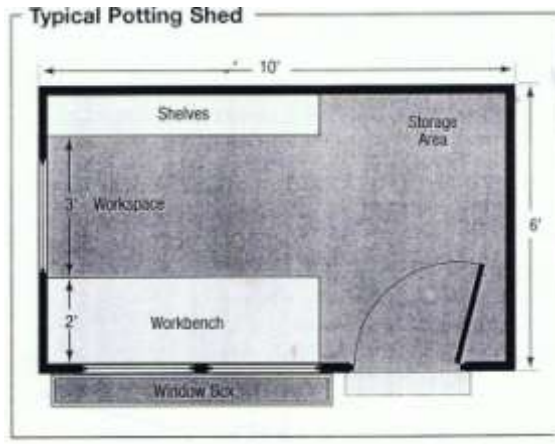 Typical Potting Shed
10'
Shelves
Storage
Area
3'
Workspace
6'
2'
Workbench
Window Box